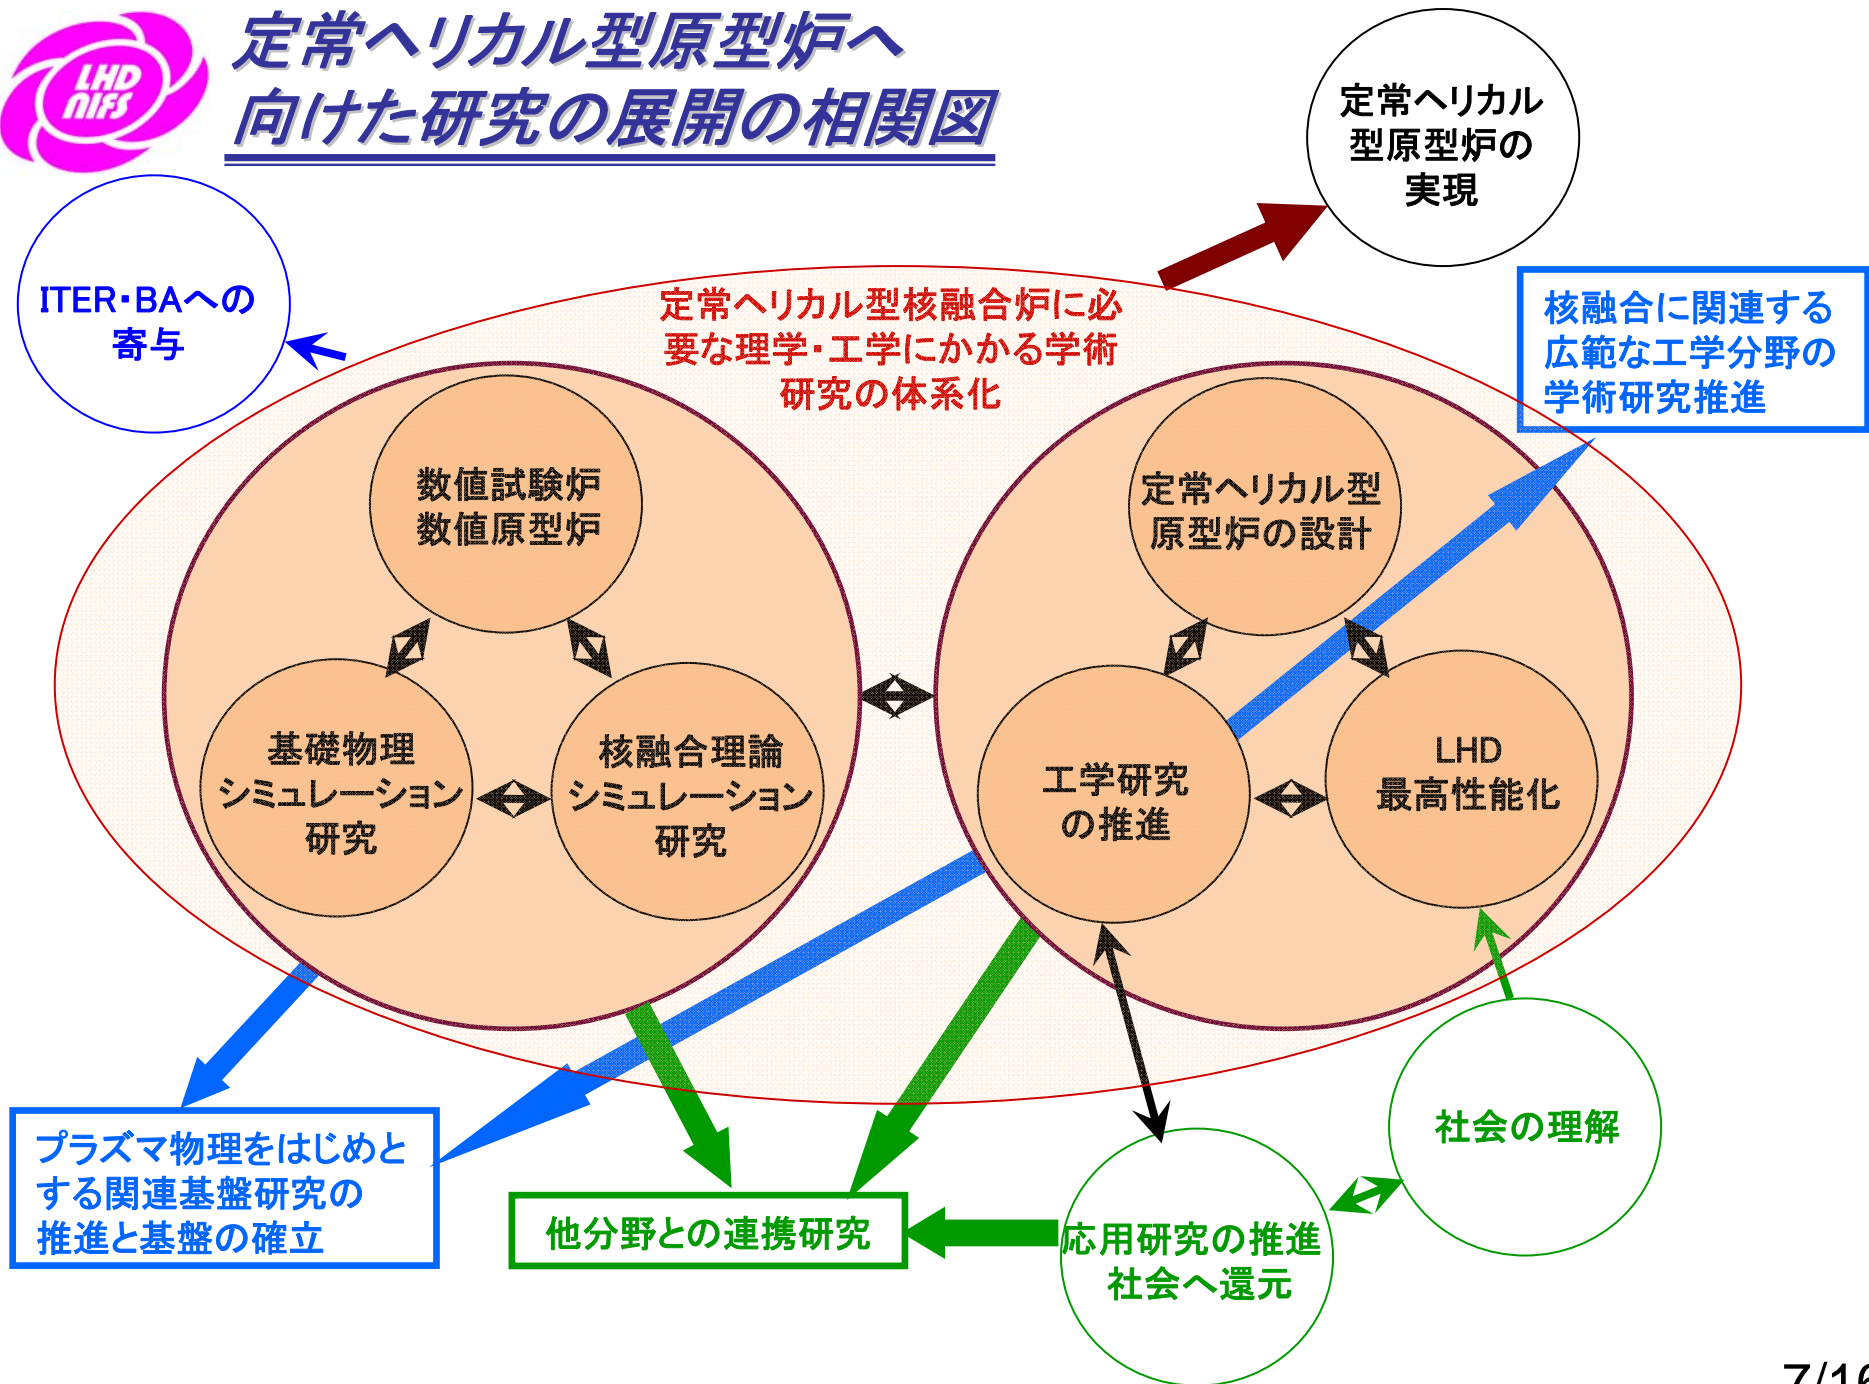 LHD
NIFS
定常ヘリカル型原型炉へ
向けた研究の展開の相関図
定常ヘリカル
型原型炉の
実現
ITER・BAへの
寄与
定常ヘリカル型核融合炉に必
要な理学・工学にかかる学術
研究の体系化
核融合に関連する
広範な工学分野の
学術研究推進
数値試験炉
数値原型炉
定常ヘリカル型
原型炉の設計
基礎物理
シミュレーション
研究
核融合理論
シミュレーション
研究
工学研究
の推進
LHD
最高性能化
プラズマ物理をはじめと
する関連基盤研究の
推進と基盤の確立
他分野との連携研究
応用研究の推進
社会へ還元
社会の理解